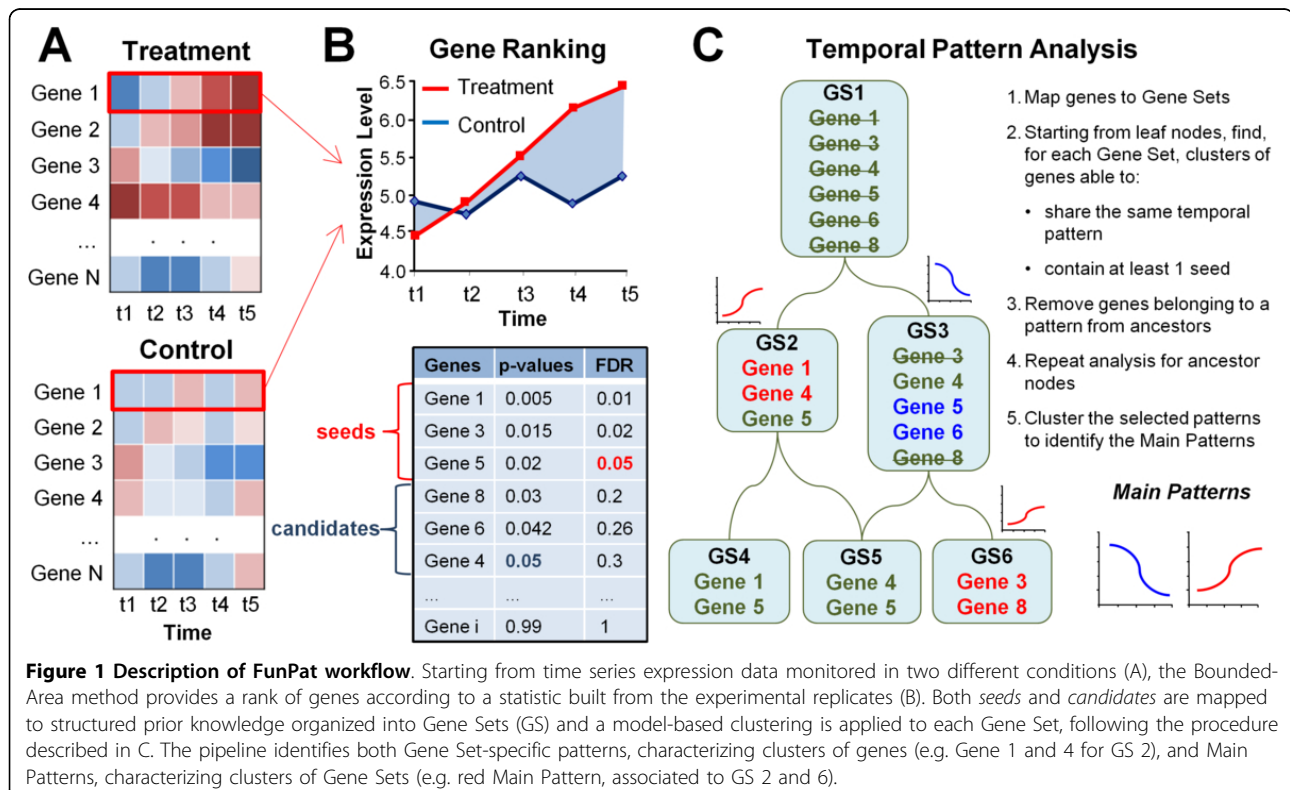 A
Treatment
Gene 1
Gene 2
Gene 3
Gene 4
...
. . .
Gene N
t1 t2 t3 t4 t5
Control
Gene 1
Gene 2
Gene 3
Gene 4
...
. . .
Gene N
t1 t2 t3 t4 t5
Time
B
Gene Ranking
Expression Level
6.5
6.0
5.5
5.0
4.5
4.0
Treatment
Control
t1 t2 t3 t4 t5
Time
Genes p-values FDR
Gene 1 0.005 0.01
Gene 3 0.015 0.02
Gene 5 0.02 0.05
Gene 8 0.03 0.2
Gene 6 0.042 0.26
Gene 4 0.05 0.3
... ... ...
Gene i 0.99 1
seeds
candidates
C
Temporal Pattern Analysis
GS1
Gene 1
Gene 3
Gene 4
Gene 5
Gene 6
Gene 8
GS2
Gene 1
Gene 4
Gene 5
GS3
Gene 3
Gene 4
Gene 5
Gene 6
Gene 8
GS4
Gene 1
Gene 5
GS5
Gene 4
Gene 5
GS6
Gene 3
Gene 8
1. Map genes to Gene Sets
2. Starting from leaf nodes, find,
for each Gene Set, clusters of
genes able to:
• share the same temporal
pattern
• contain at least 1 seed
3. Remove genes belonging to a
pattern from ancestors
4. Repeat analysis for ancestor
nodes
5. Cluster the selected patterns
to identify the Main Patterns
Main Patterns
Figure 1 Description of FunPat workflow. Starting from time series expression data monitored in two different conditions (A), the Bounded-
Area method provides a rank of genes according to a statistic built from the experimental replicates (B). Both seeds and candidates are mapped
to structured prior knowledge organized into Gene Sets (GS) and a model-based clustering is applied to each Gene Set, following the procedure
described in C. The pipeline identifies both Gene Set-specific patterns, characterizing clusters of genes (e.g. Gene 1 and 4 for GS 2), and Main
Patterns, characterizing clusters of Gene Sets (e.g. red Main Pattern, associated to GS 2 and 6).